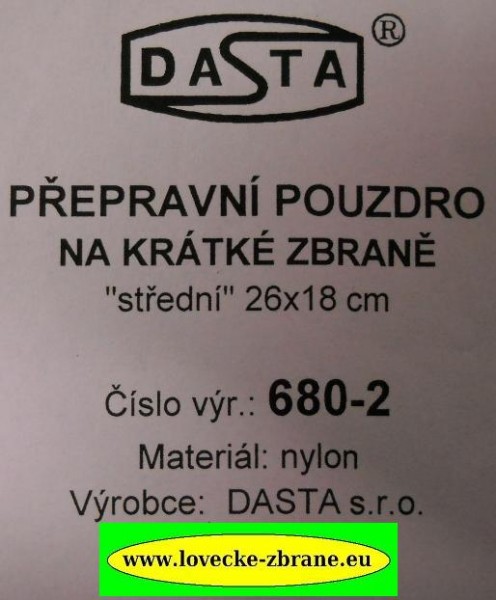 DASTA ®
PŘEPRAVNÍ POUZDRO
NA KRÁTKÉ ZBRANĚ
"střední" 26x18 cm
Číslo výr.: 680-2
Materiál: nylon
Výrobce: DASTA s.r.o.
www.lovecke-zbrane.eu